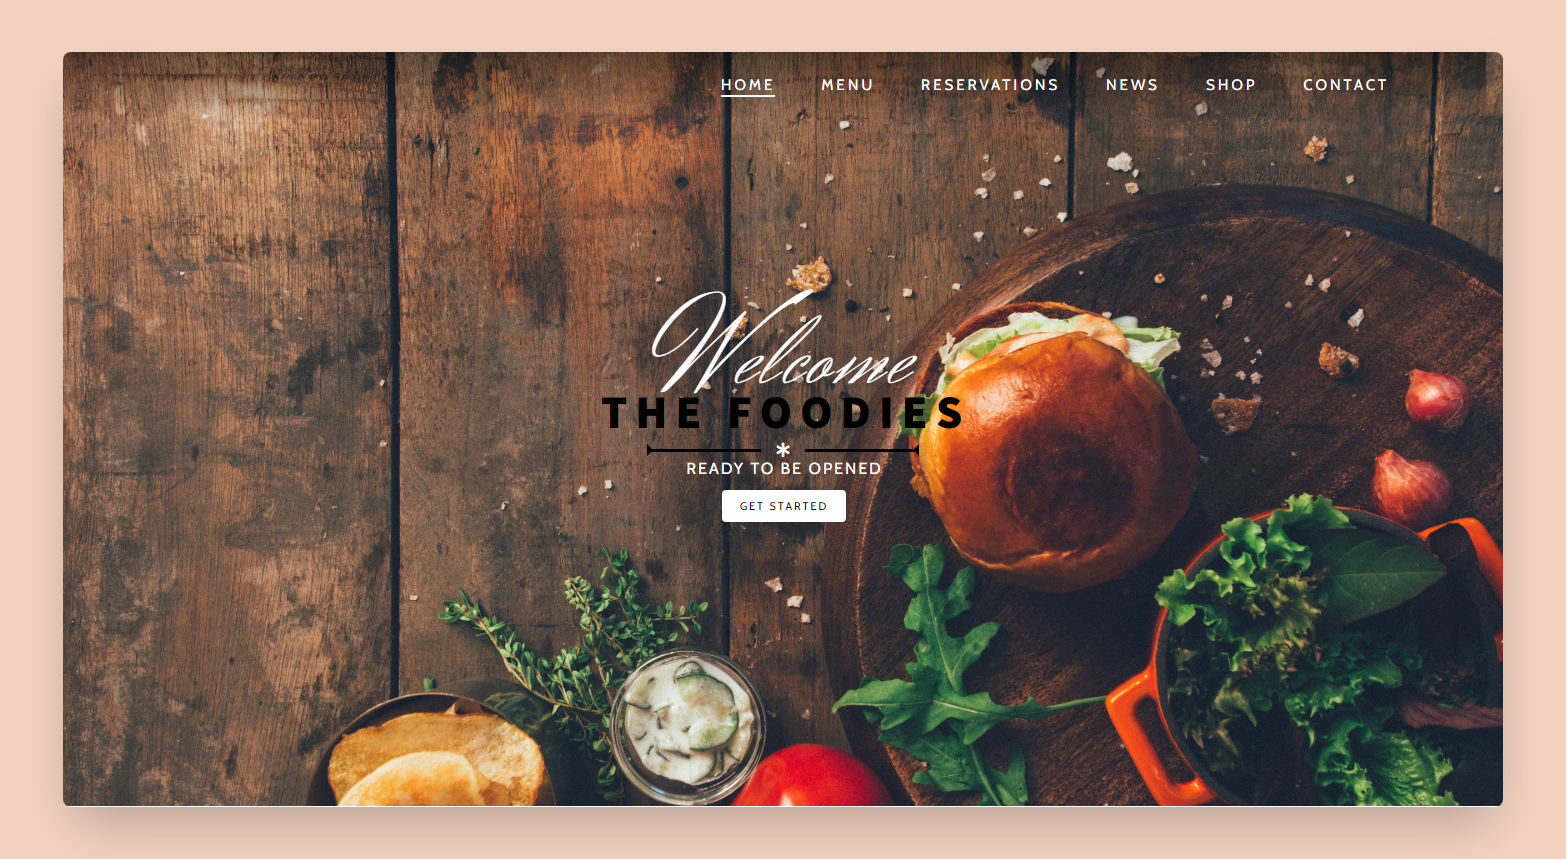 HOME MENU RESERVATIONS NEWS SHOP CONTACT
Welcome
THE FOODIES
*
READY TO BE OPENED
GET STARTED